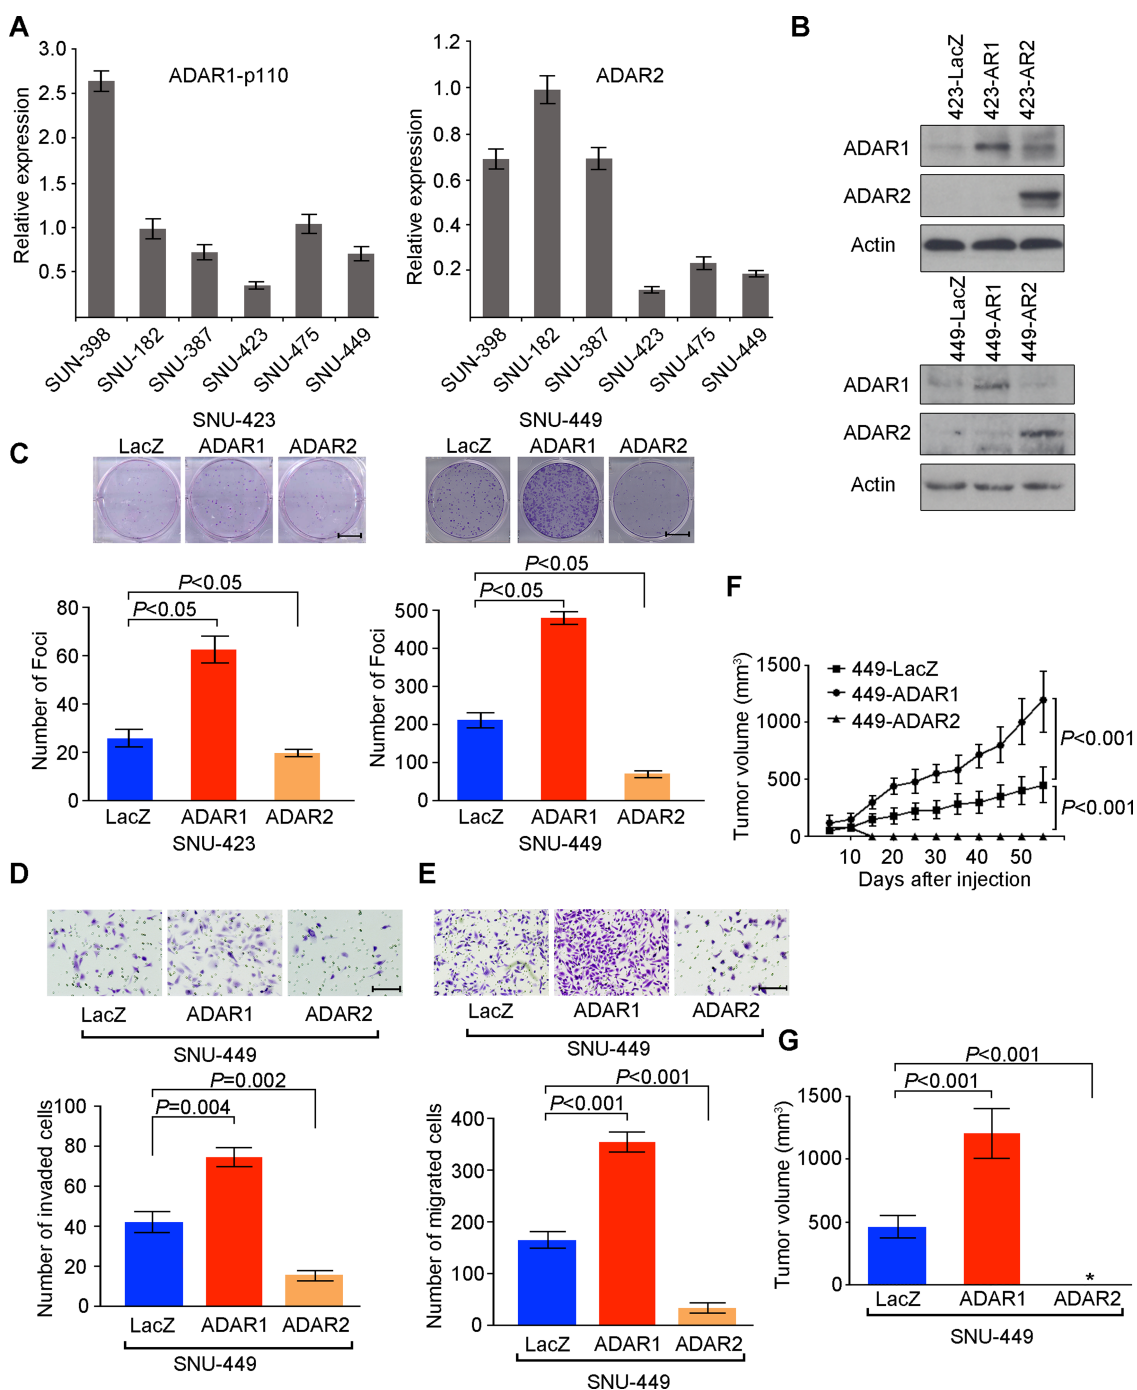 A
3.0
2.5
2.0
1.5
1.0
0.5
Relative expression
ADAR1-p110
SUN-398
SNU-182
SNU-387
SNU-423
SNU-475
SNU-449
1.2
1.0
0.8
0.6
0.4
0.2
Relative expression
ADAR2
SUN-398
SNU-182
SNU-387
SNU-423
SNU-475
SNU-449
B
423-LacZ
423-AR1
423-AR2
ADAR1
ADAR2
Actin
449-LacZ
449-AR1
449-AR2
ADAR1
ADAR2
Actin
C
SNU-423
LacZ ADAR1 ADAR2
SNU-449
LacZ ADAR1 ADAR2
P<0.05
P<0.05
80
60
40
20
0
Number of Foci
LacZ ADAR1 ADAR2
SNU-423
P<0.05
P<0.05
500
400
300
200
100
0
Number of Foci
LacZ ADAR1 ADAR2
SNU-449
F
1500
1000
500
0
Tumor volume (mm³)
449-LacZ
449-ADAR1
449-ADAR2
P<0.001
P<0.001
10 20 30 40 50
Days after injection
D
LacZ ADAR1 ADAR2
SNU-449
P=0.002
P=0.004
100
80
60
40
20
0
Number of invaded cells
LacZ ADAR1 ADAR2
SNU-449
E
LacZ ADAR1 ADAR2
SNU-449
P<0.001
P<0.001
400
300
200
100
0
Number of migrated cells
LacZ ADAR1 ADAR2
SNU-449
G
P<0.001
P<0.001
1500
1000
500
0
Tumor volume (mm³)
*
LacZ ADAR1 ADAR2
SNU-449